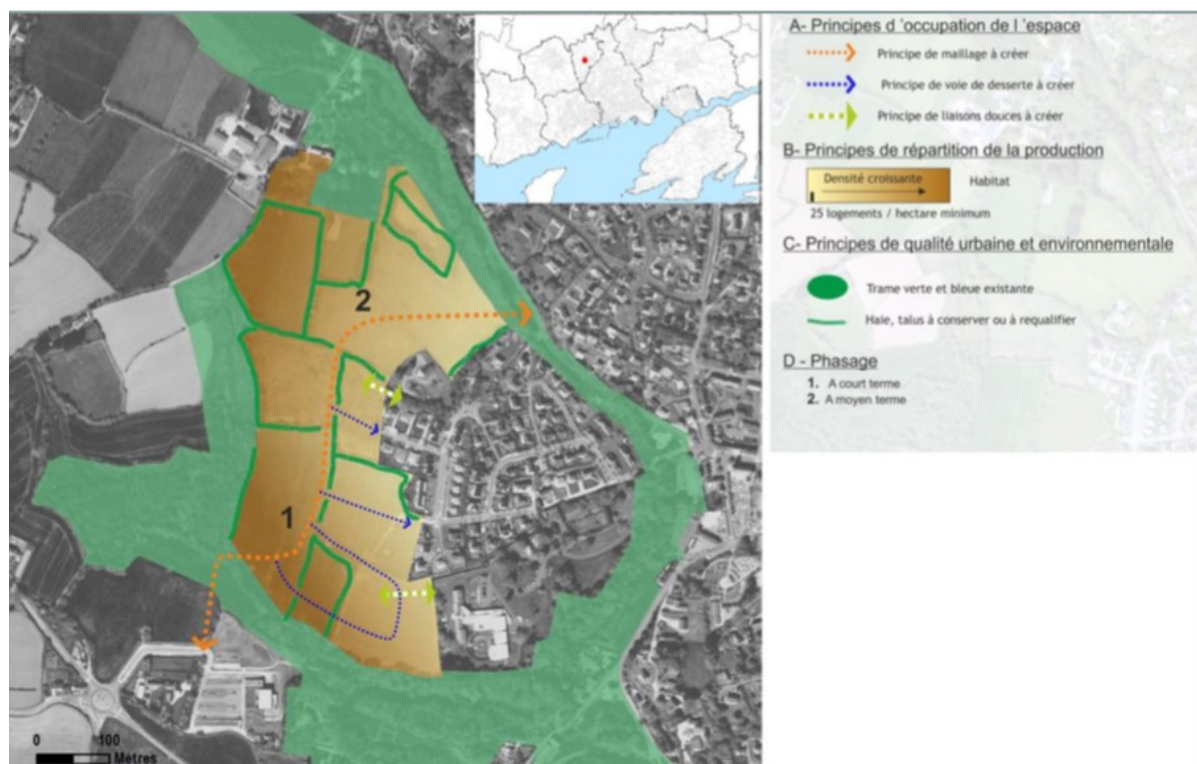 A- Principes d 'occupation de l 'espace
Principe de maillage à créer
Principe de voie de desserte à créer
Principe de liaisons douces à créer
B- Principes de répartition de la production
Densité croissante
Habitat
25 logements / hectare minimum
C- Principes de qualité urbaine et environnementale
Trame verte et bleue existante
Haie, talus à conserver ou à requalifier
D - Phasage
1. A court terme
2. A moyen terme
2
1
0 100
Mètres